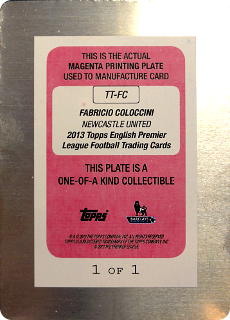 THIS IS THE ACTUAL
MAGENTA PRINTING PLATE
USED TO MANUFACTURE CARD
TT-FC
FABRICIO COLOCCINI
NEWCASTLE UNITED
2013 Topps English Premier
League Football Trading Cards
THIS PLATE IS A
ONE-OF-A KIND COLLECTIBLE
Topps
BARCLAYS
1 OF 1